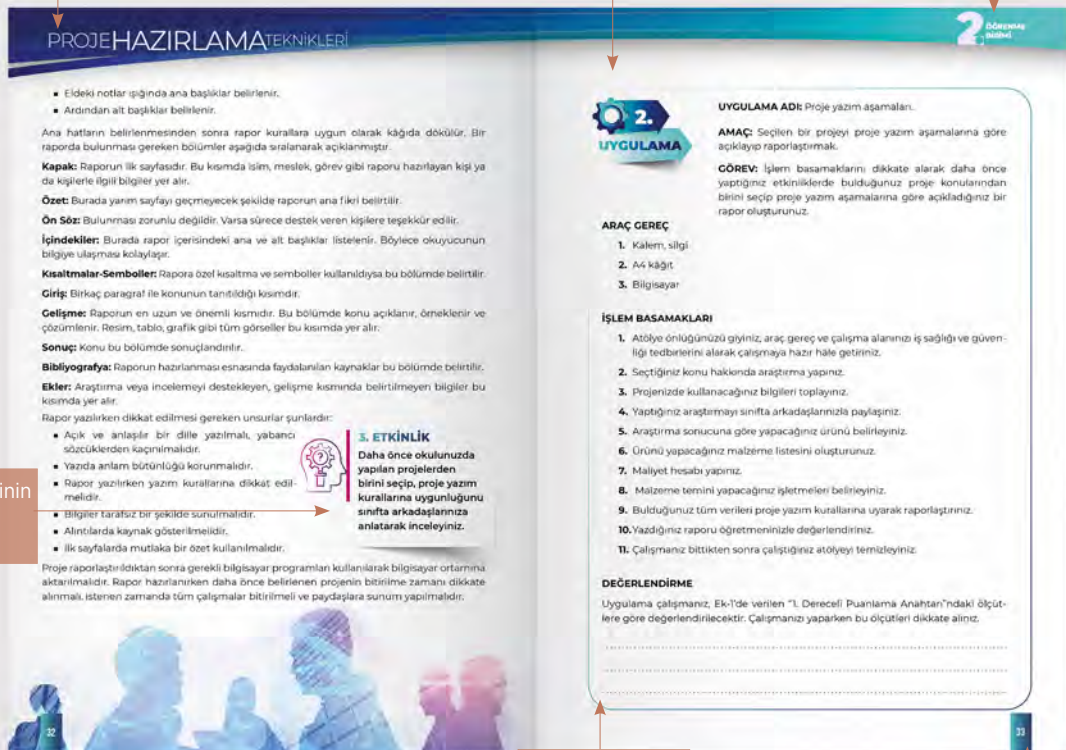 PROJEHAZIRLAMATEKNİKLERİ
▪ Eldeki notlar ışığında ana başlıklar belirlenir.
▪ Ardından alt başlıklar belirlenir.
Ana hatların belirlenmesinden sonra rapor kurallara uygun olarak kâğıda dökülür. Bir
raporda bulunması gereken bölümler aşağıda sıralanarak açıklanmıştır.
Kapak: Raporun ilk sayfasıdır. Bu kısımda isim, meslek, görev gibi raporu hazırlayan kişi ya
da kişilerle ilgili bilgiler yer alır.
Özet: Burada yarım sayfayı geçmeyecek şekilde raporun ana fikri belirtilir.
Ön Söz: Bulunması zorunlu değildir. Varsa sürece destek veren kişilere teşekkür edilir.
İçindekiler: Burada rapor içerisindeki ana ve alt başlıklar listelenir. Böylece okuyucunun
bilgiye ulaşması kolaylaşır.
Kısaltmalar-Semboller: Rapora özel kısaltma ve semboller kullanıldıysa bu bölümde belirtilir.
Giriş: Birkaç paragraf ile konunun tanıtıldığı kısımdır.
Gelişme: Raporun en uzun ve önemli kısmıdır. Bu bölümde konu açıklanır, örneklenir ve
çözümlenir. Resim, tablo, grafik gibi tüm görseller bu kısımda yer alır.
Sonuç: Konu bu bölümde sonuçlandırılır.
Bibliyografya: Raporun hazırlanması esnasında faydalanılan kaynaklar bu bölümde belirtilir.
Ekler: Araştırma veya incelemeyi destekleyen, gelişme kısmında belirtilmeyen bilgiler bu
kısımda yer alır.
Rapor yazılırken dikkat edilmesi gereken unsurlar şunlardır:
▪ Açık ve anlaşılır bir dille yazılmalı, yabancı
sözcüklerden kaçınılmalıdır.
▪ Yazıda anlam bütünlüğü korunmalıdır.
▪ Rapor yazılırken yazım kurallarına dikkat edil-
melidir.
▪ Bilgiler tarafsız bir şekilde sunulmalıdır.
▪ Alıntılarda kaynak gösterilmelidir.
▪ İlk sayfalarda mutlaka bir özet kullanılmalıdır.
3. ETKİNLİK
Daha önce okulunuzda
yapılan projelerden
birini seçip, proje yazım
kurallarına uygunluğunu
sınıfta arkadaşlarınıza
anlatarak inceleyiniz.
inin
Proje raporlaştırıldıktan sonra gerekli bilgisayar programları kullanılarak bilgisayar ortamına
aktarılmalıdır. Rapor hazırlanırken daha önce belirlenen projenin bitirilme zamanı dikkate
alınmalı, istenen zamanda tüm çalışmalar bitirilmeli ve paydaşlara sunum yapılmalıdır.
32
2. ÖĞRENME
BİRİMİ
2.
UYGULAMA
UYGULAMA ADI: Proje yazım aşamaları.
AMAÇ: Seçilen bir projeyi proje yazım aşamalarına göre
açıklayıp raporlaştırmak.
GÖREV: İşlem basamaklarını dikkate alarak daha önce
yaptığınız etkinliklerde bulduğunuz proje konularından
birini seçip proje yazım aşamalarına göre açıkladığınız bir
rapor oluşturunuz.
ARAÇ GEREÇ
1. Kalem, silgi
2. A4 kâğıt
3. Bilgisayar
İŞLEM BASAMAKLARI
1. Atölye önlüğünüzü giyiniz, araç gereç ve çalışma alanınızı iş sağlığı ve güven-
liği tedbirlerini alarak çalışmaya hazır hâle getiriniz.
2. Seçtiğiniz konu hakkında araştırma yapınız.
3. Projenizde kullanacağınız bilgileri toplayınız.
4. Yaptığınız araştırmayı sınıfta arkadaşlarınızla paylaşınız.
5. Araştırma sonucuna göre yapacağınız ürünü belirleyiniz.
6. Ürünü yapacağınız malzeme listesini oluşturunuz.
7. Maliyet hesabı yapınız.
8. Malzeme temini yapacağınız işletmeleri belirleyiniz.
9. Bulduğunuz tüm verileri proje yazım kurallarına uyarak raporlaştırınız.
10. Yazdığınız raporu öğretmeninizle değerlendiriniz.
11. Çalışmanız bittikten sonra çalıştığınız atölyeyi temizleyiniz.
DEĞERLENDİRME
Uygulama çalışmanız, Ek-1'de verilen "1. Dereceli Puanlama Anahtarı"ndaki ölçüt-
lere göre değerlendirilecektir. Çalışmanızı yaparken bu ölçütleri dikkate alınız.
33